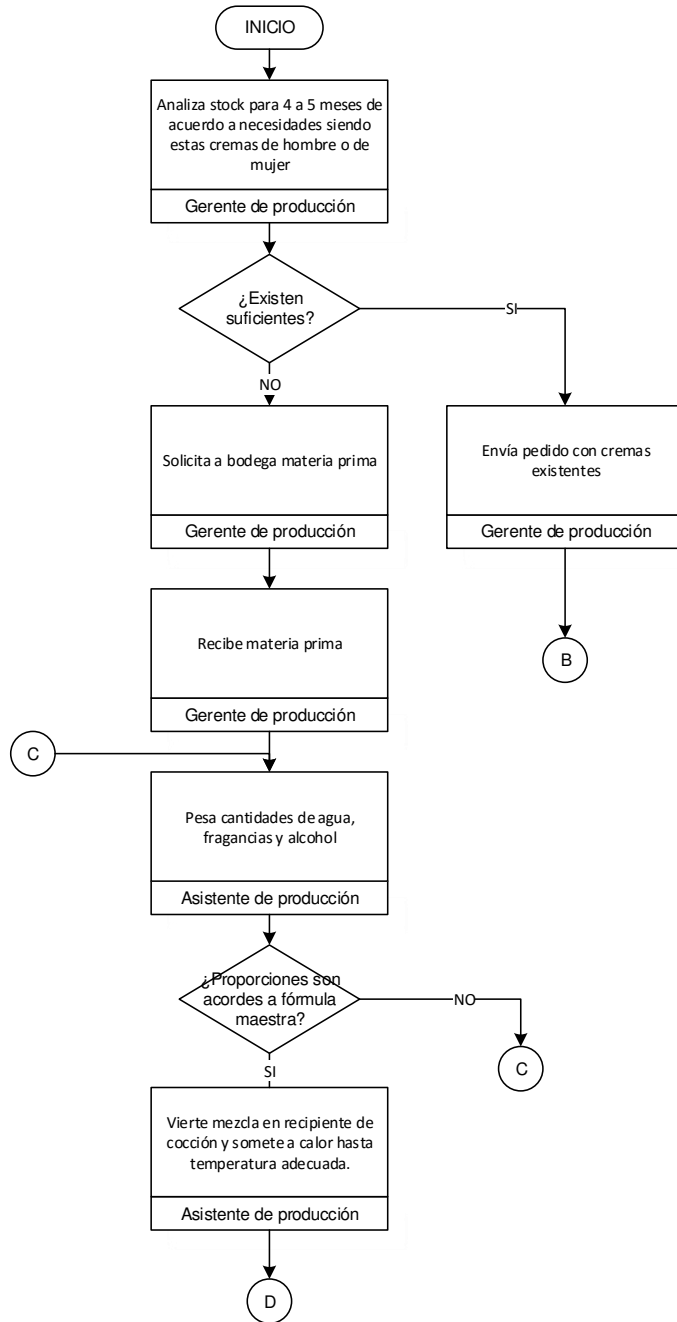 INICIO
Analiza stock para 4 a 5 meses de
acuerdo a necesidades siendo
estas cremas de hombre o de
mujer
Gerente de producción
¿Existen
suficientes?
SI
NO
Solicita a bodega materia prima
Gerente de producción
Envía pedido con cremas
existentes
Gerente de producción
B
Recibe materia prima
Gerente de producción
C
Pesa cantidades de agua,
fragancias y alcohol
Asistente de producción
¿Proporciones son
acordes a fórmula
maestra?
NO
C
SI
Vierte mezcla en recipiente de
cocción y somete a calor hasta
temperatura adecuada.
Asistente de producción
D